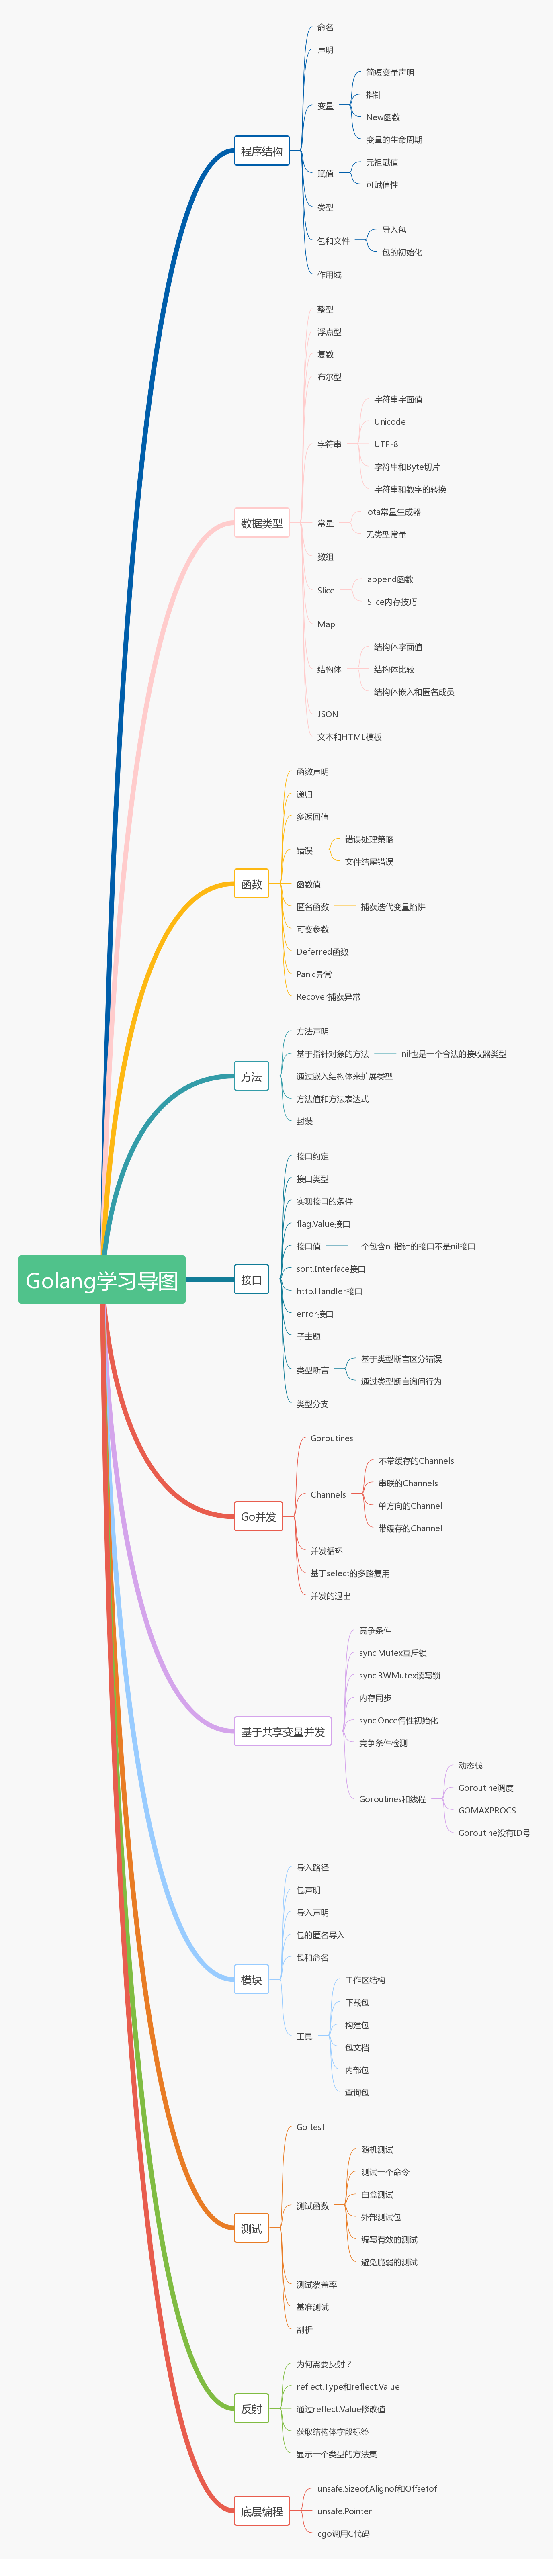 Golang学习导图
程序结构
命名
声明
变量
简短变量声明
指针
New函数
变量的生命周期
赋值
元祖赋值
可赋值性
类型
包和文件
导入包
包的初始化
作用域
数据类型
整型
浮点型
复数
布尔型
字符串
字符串字面值
Unicode
UTF-8
字符串和Byte切片
字符串和数字的转换
常量
iota常量生成器
无类型常量
数组
Slice
append函数
Slice内存技巧
Map
结构体
结构体字面值
结构体比较
结构体嵌入和匿名成员
JSON
文本和HTML模板
函数
函数声明
递归
多返回值
错误
错误处理策略
文件结尾错误
函数值
匿名函数
捕获迭代变量陷阱
可变参数
Deferred函数
Panic异常
Recover捕获异常
方法
方法声明
基于指针对象的方法
nil也是一个合法的接收器类型
通过嵌入结构体来扩展类型
方法值和方法表达式
封装
接口
接口约定
接口类型
实现接口的条件
flag.Value接口
接口值
一个包含nil指针的接口不是nil接口
sort.Interface接口
http.Handler接口
error接口
子主题
类型断言
基于类型断言区分错误
通过类型断言询问行为
类型分支
Go并发
Goroutines
Channels
不带缓存的Channels
串联的Channels
单方向的Channel
带缓存的Channel
并发循环
基于select的多路复用
并发的退出
基于共享变量并发
竞争条件
sync.Mutex互斥锁
sync.RWMutex读写锁
内存同步
sync.Once惰性初始化
竞争条件检测
Goroutines和线程
动态栈
Goroutine调度
GOMAXPROCS
Goroutine没有ID号
模块
导入路径
包声明
导入声明
包的匿名导入
包和命名
工具
工作区结构
下载包
构建包
包文档
内部包
查询包
测试
Go test
测试函数
随机测试
测试一个命令
白盒测试
外部测试包
编写有效的测试
避免脆弱的测试
测试覆盖率
基准测试
剖析
反射
为何需要反射？
reflect.Type和reflect.Value
通过reflect.Value修改值
获取结构体字段标签
显示一个类型的方法集
底层编程
unsafe.Sizeof,Alignof和Offsetof
unsafe.Pointer
cgo调用C代码